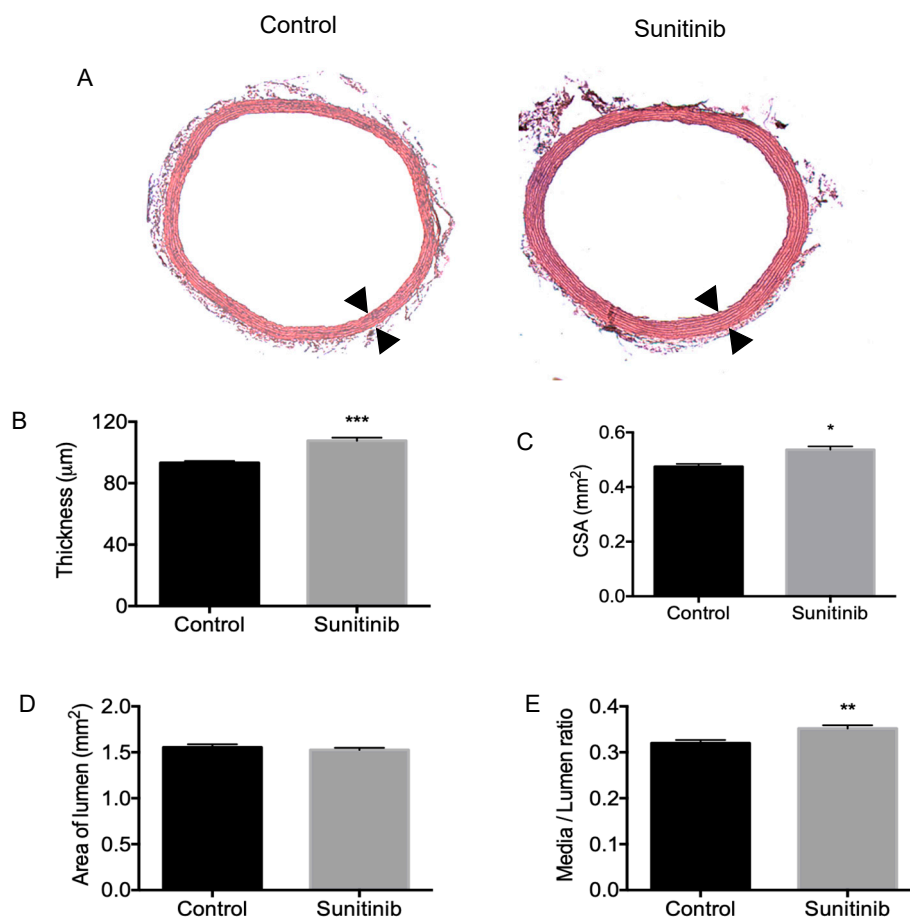 Control
Sunitinib
A
B
Thickness (μm)
120
80
40
0
***
Control
Sunitinib
C
CSA (mm²)
0.6
0.4
0.2
0.0
*
Control
Sunitinib
D
Area of lumen (mm²)
2.0
1.5
1.0
0.5
0.0
Control
Sunitinib
E
Media / Lumen ratio
0.4
0.3
0.2
0.1
0.0
**
Control
Sunitinib